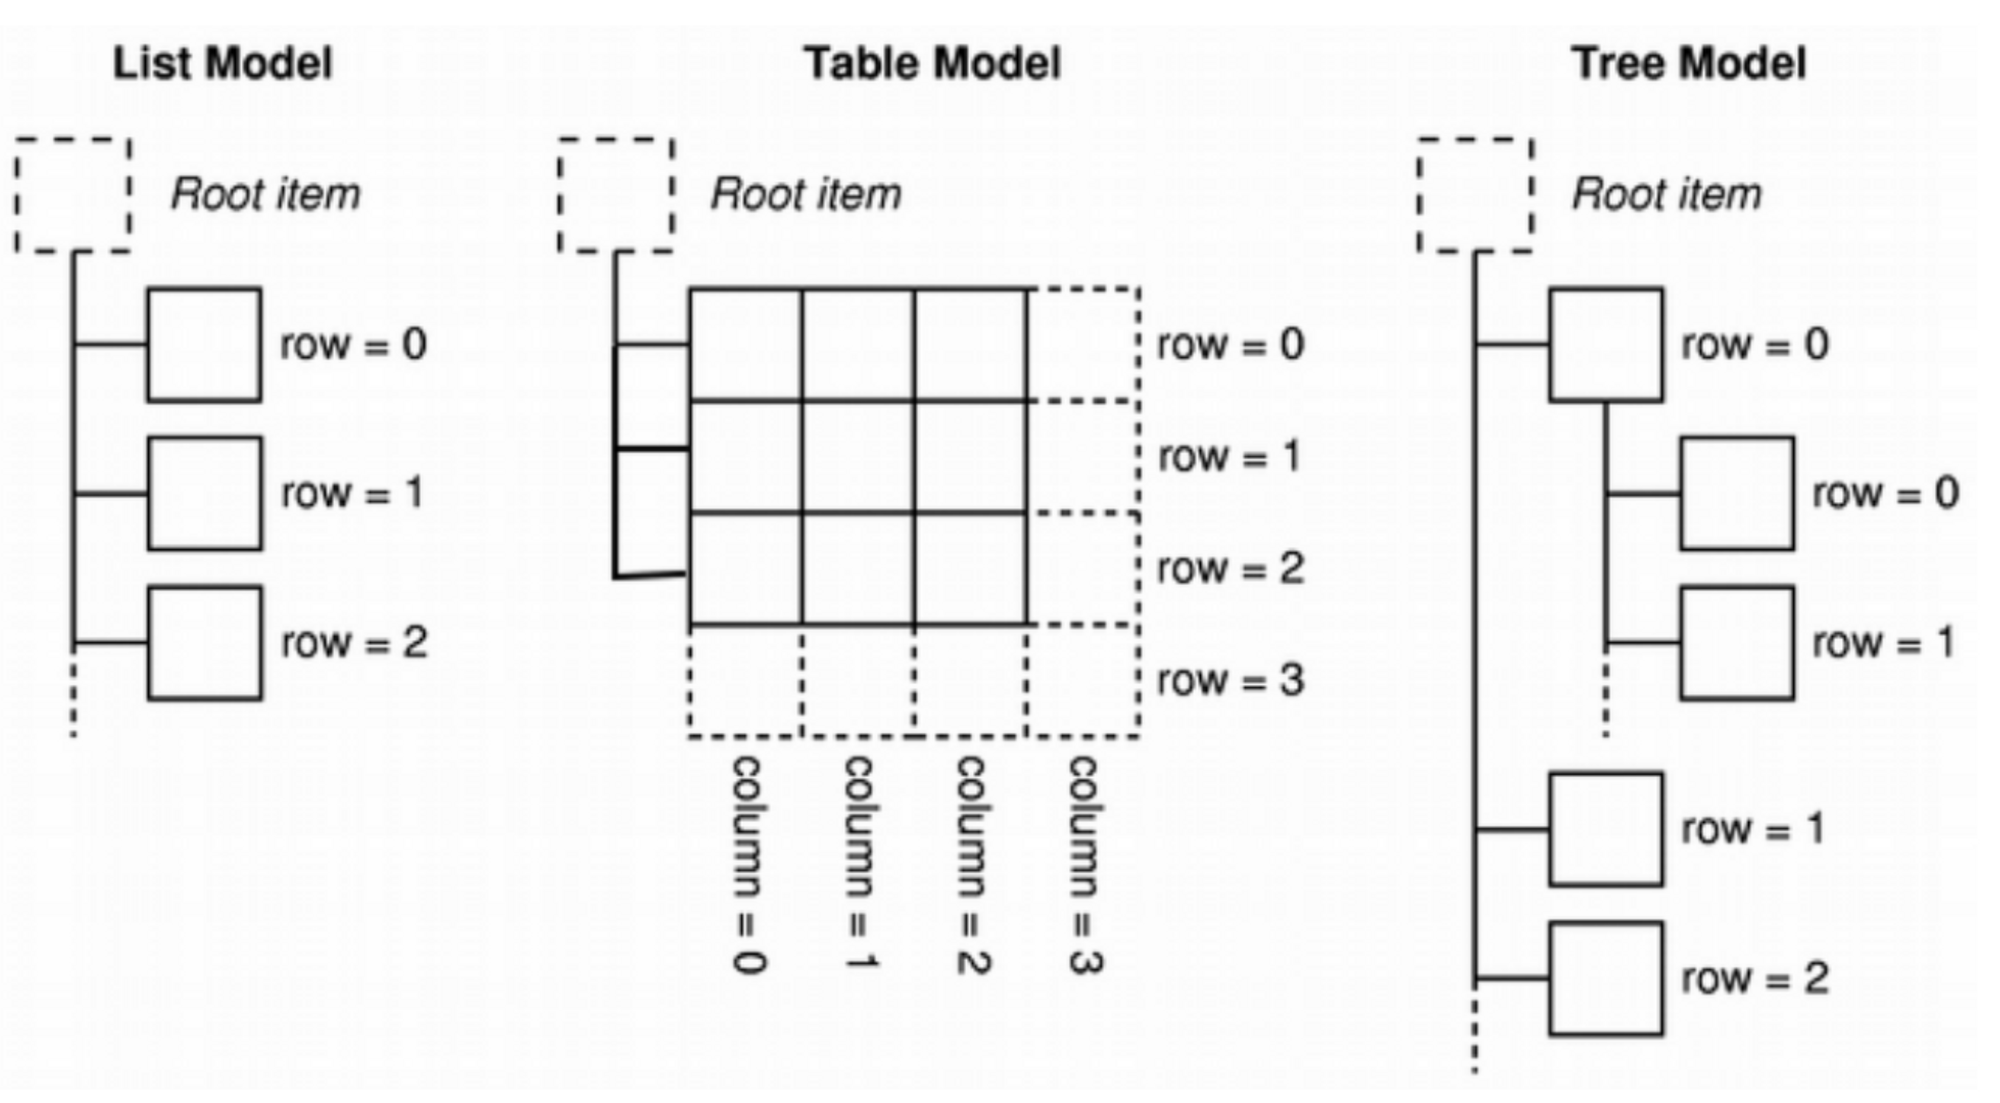 List Model
Root item
row = 0
row = 1
row = 2
Table Model
Root item
row = 0
row = 1
row = 2
row = 3
column = 0
column = 1
column = 2
column = 3
Tree Model
Root item
row = 0
row = 0
row = 1
row = 1
row = 2